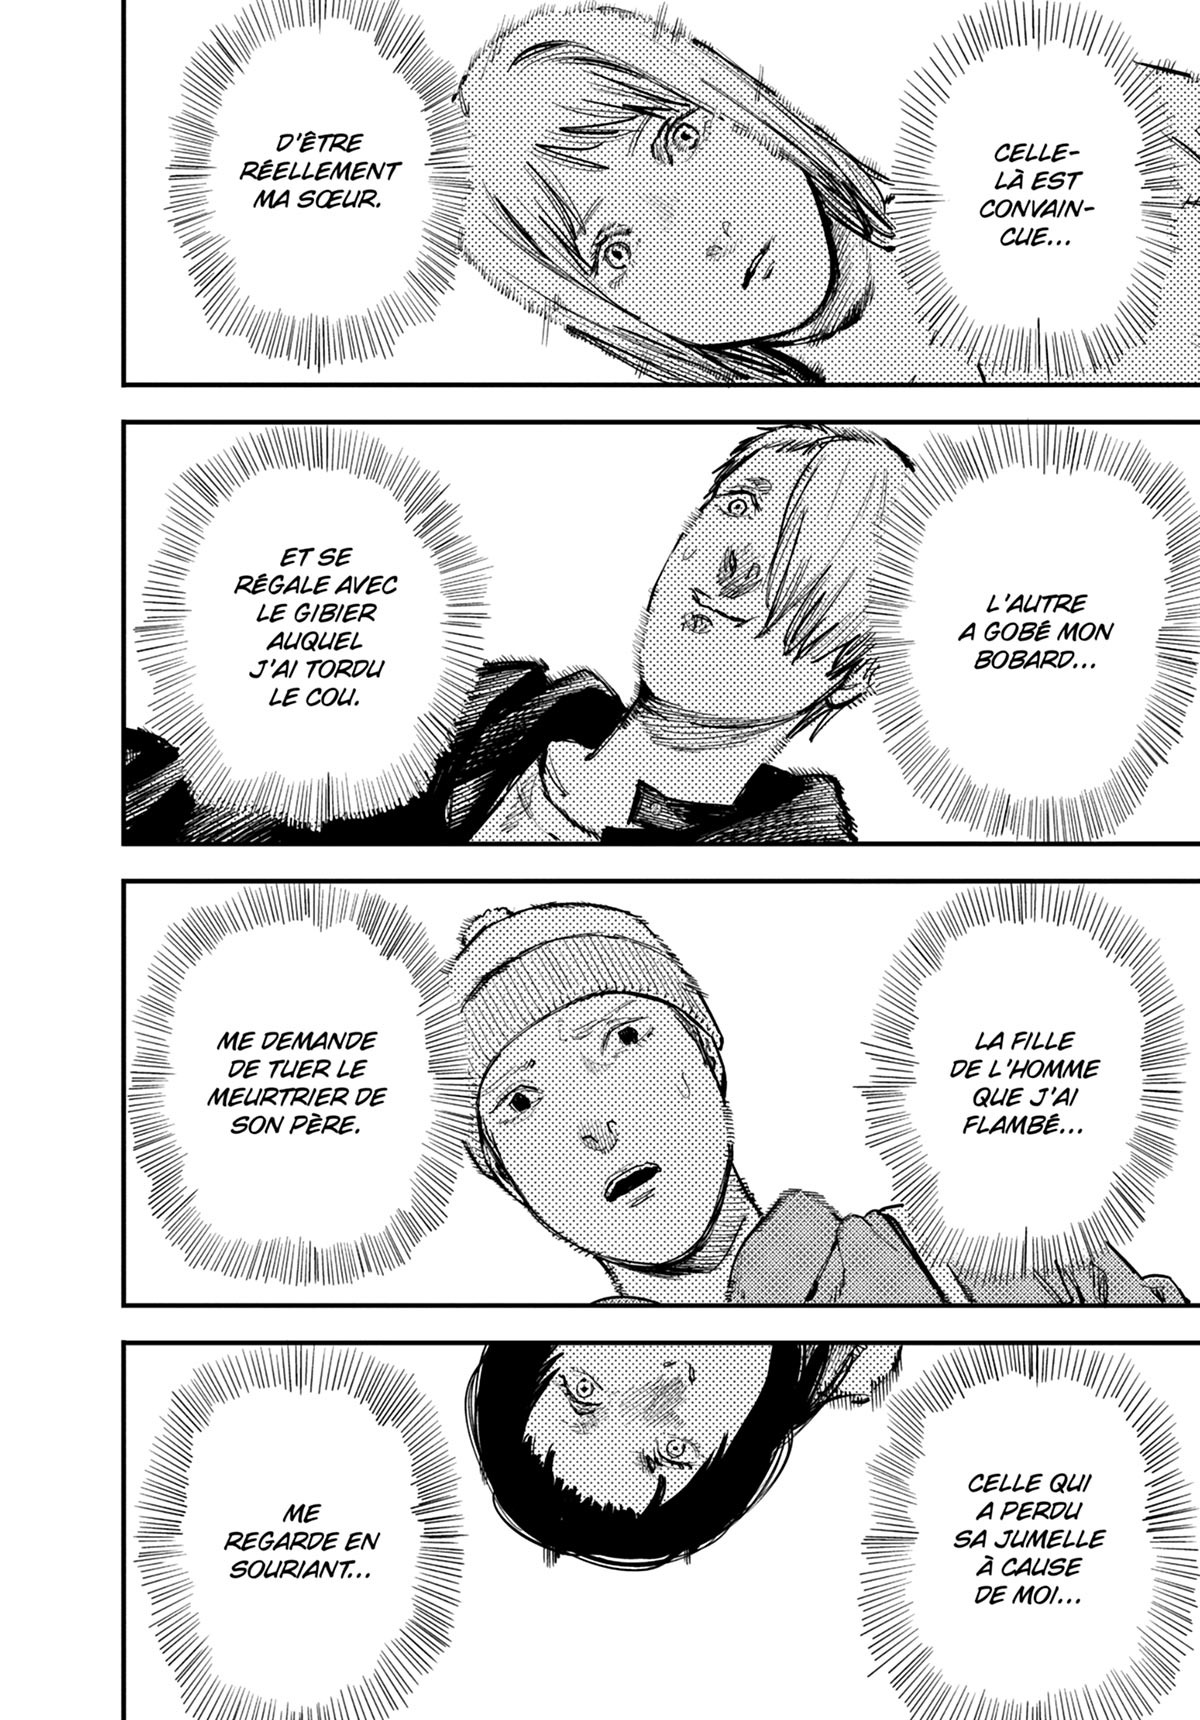 CELLE-
LÀ EST
CONVAIN-
CUE...
D'ÊTRE
RÉELLEMENT
MA SŒUR.
L'AUTRE
A GOBÉ MON
BOBARD...
ET SE
RÉGALE AVEC
LE GIBIER
AUQUEL
J'AI TORDU
LE COU.
LA FILLE
DE L'HOMME
QUE J'AI
FLAMBÉ...
ME DEMANDE
DE TUER LE
MEURTRIER DE
SON PÈRE.
CELLE QUI
A PERDU
SA JUMELLE
À CAUSE
DE MOI...
ME
REGARDE EN
SOURIANT...